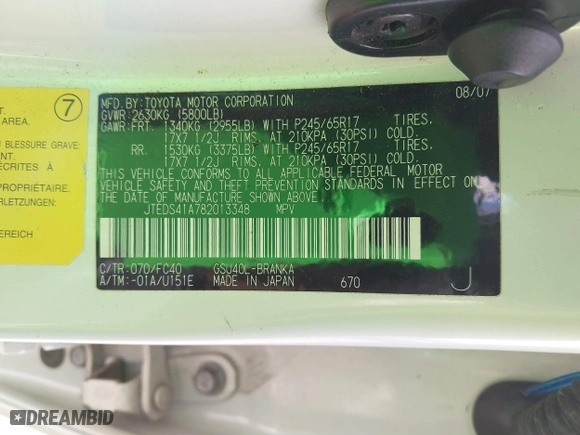 7
E
AREA.
BLESSURE GRAVE:
ROPRIÉTAIRE.
EREICH
MFD. BY: TOYOTA MOTOR CORPORATION 08/07
GVWR: 2630KG (5800LB)
GAWR: FRT. 1340KG (2955LB) WITH P245/65R17 TIRES.
17X7 1/2J RIMS. AT 210KPA (30PSI) COLD.
RR. 1530KG (3375LB) WITH P245/65R17 TIRES.
17X7 1/2J RIMS. AT 210KPA (30PSI) COLD.
THIS VEHICLE CONFORMS TO ALL APPLICABLE FEDERAL MOTOR
VEHICLE SAFETY AND THEFT PREVENTION STANDARDS IN EFFECT ON
THE DATE OF MANUFACTURE SHOWN ABOVE.
JTEDS41A782013348 MPV
C/TR: 070/FC40 GSU40L-BRANKA
A/TM: -01A/U151E MADE IN JAPAN 670 J
DREAMBID